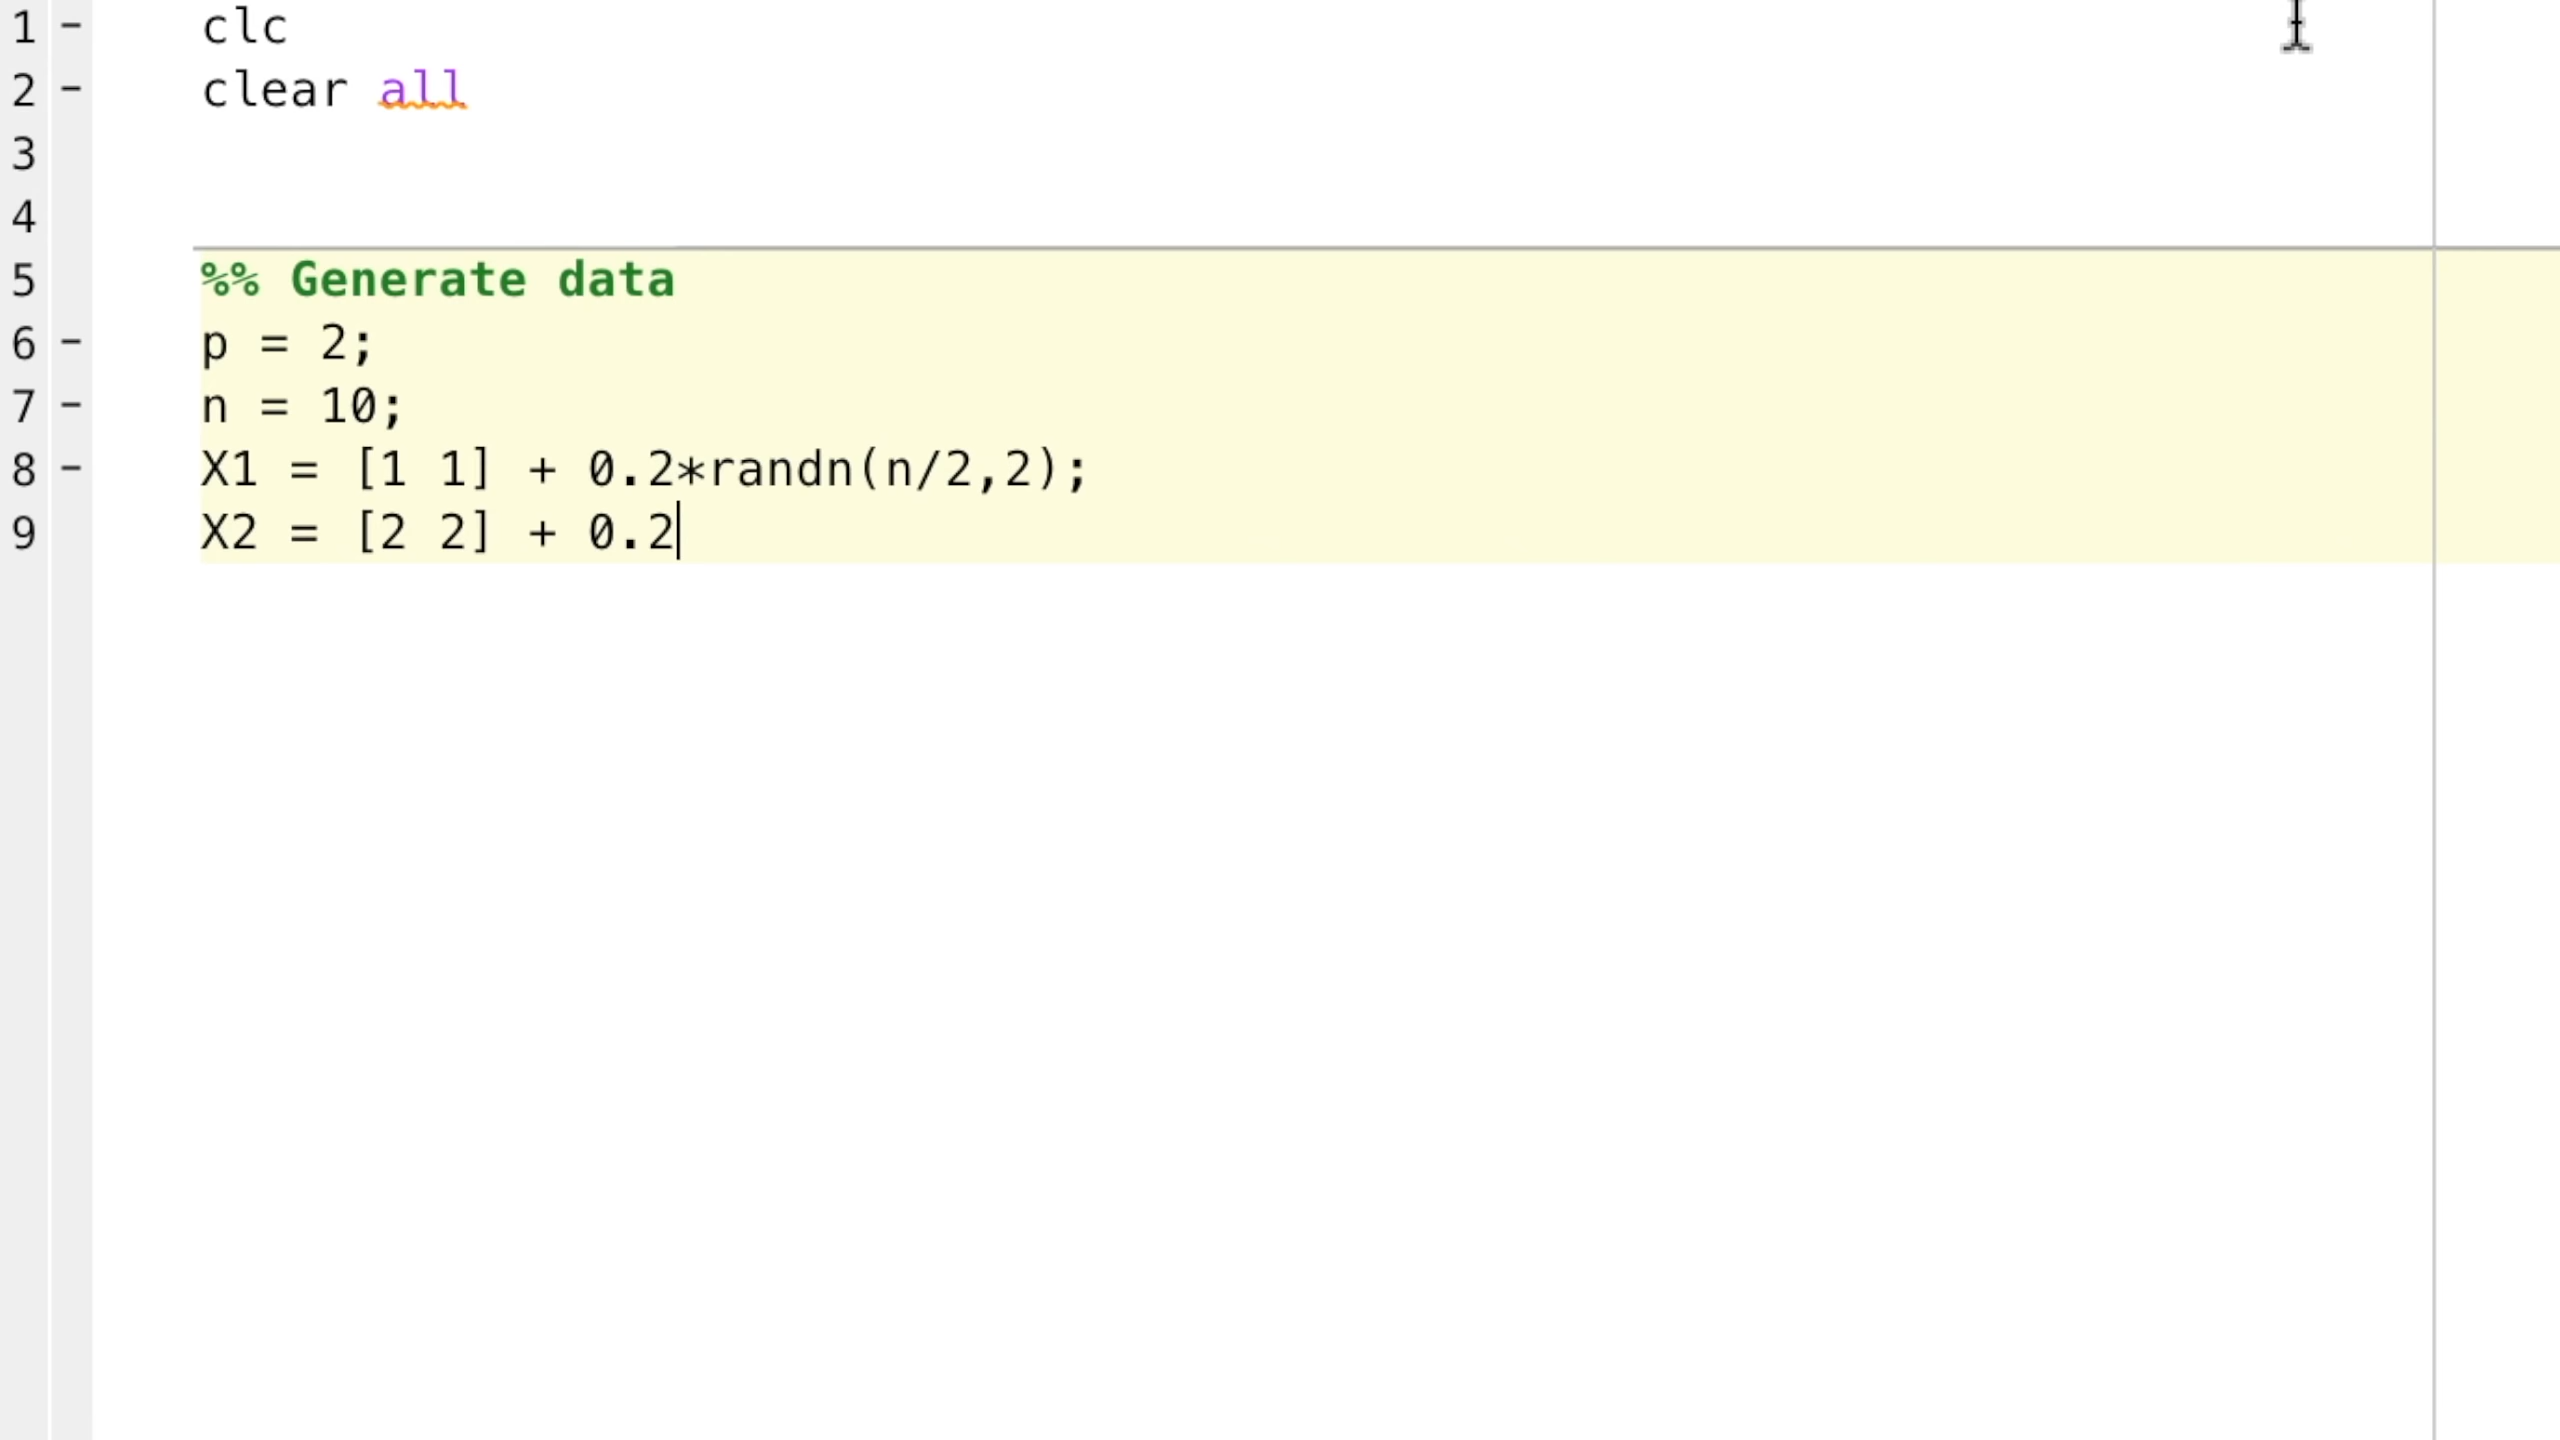 1 - clc
2 - clear all
3
4
5 %% Generate data
6 - p = 2;
7 - n = 10;
8 - X1 = [1 1] + 0.2*randn(n/2,2);
9 X2 = [2 2] + 0.2